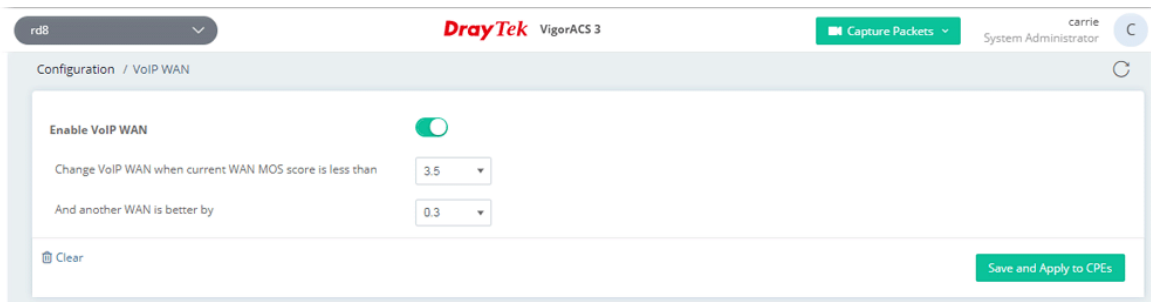 rd8
DrayTek VigorACS 3
Capture Packets
carrie
System Administrator
C
Configuration / VoIP WAN
Enable VoIP WAN
Change VoIP WAN when current WAN MOS score is less than 3.5
And another WAN is better by 0.3
Clear
Save and Apply to CPEs